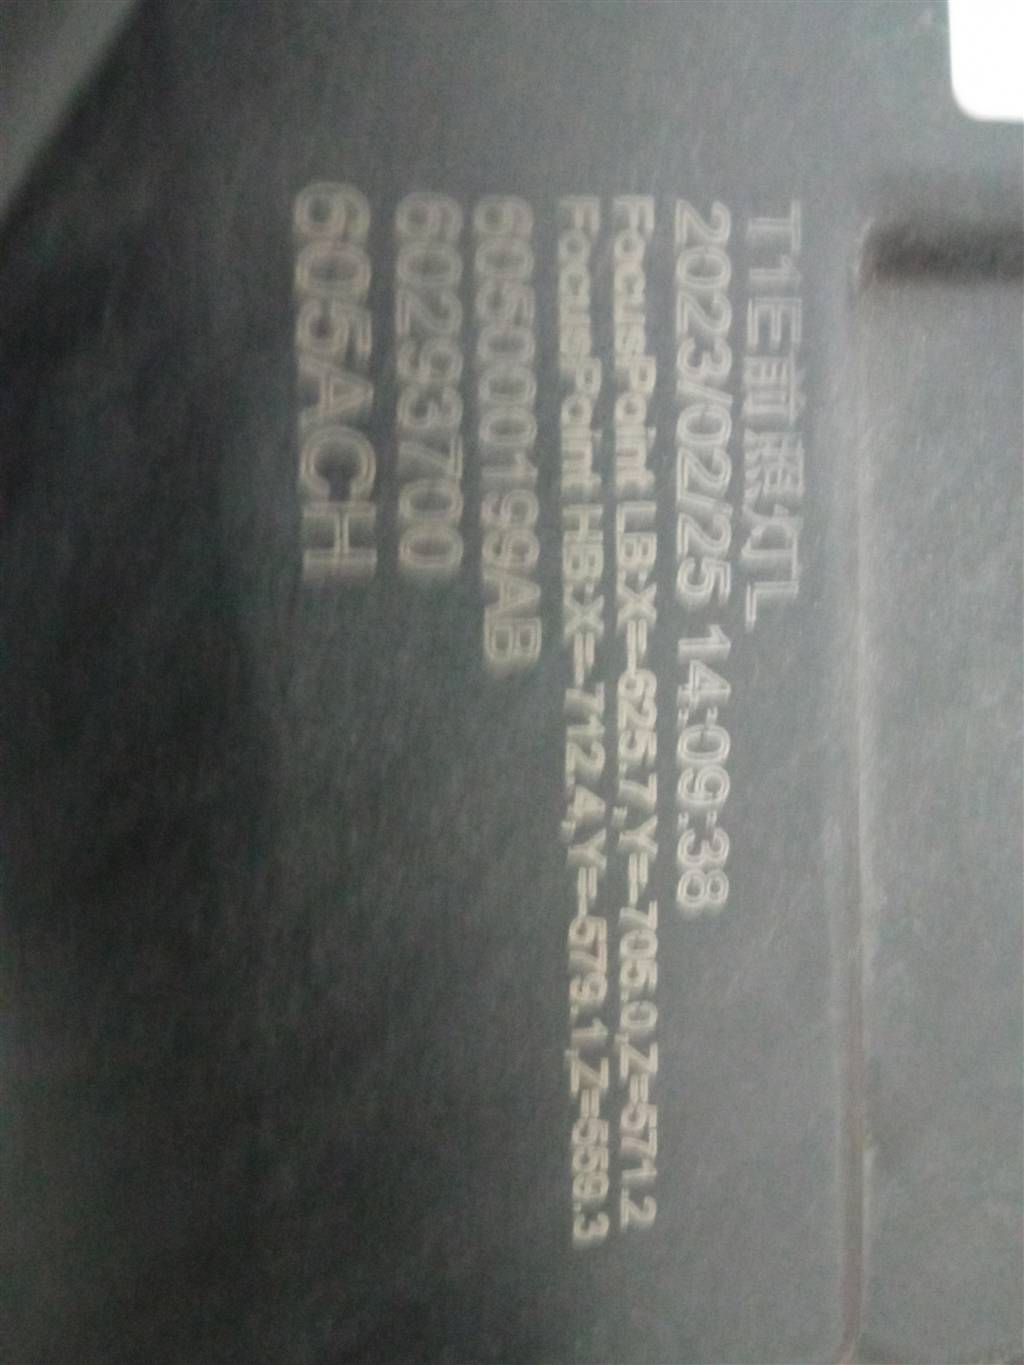 T1E前照灯L
2023/02/25 14:09:38
FocusPoint LB:X=-625.7,Y=-705.0,Z=571.2
FocusPoint HB:X=-712.4,Y=-579.1,Z=559.3
605000199AB
60293700
605ACH